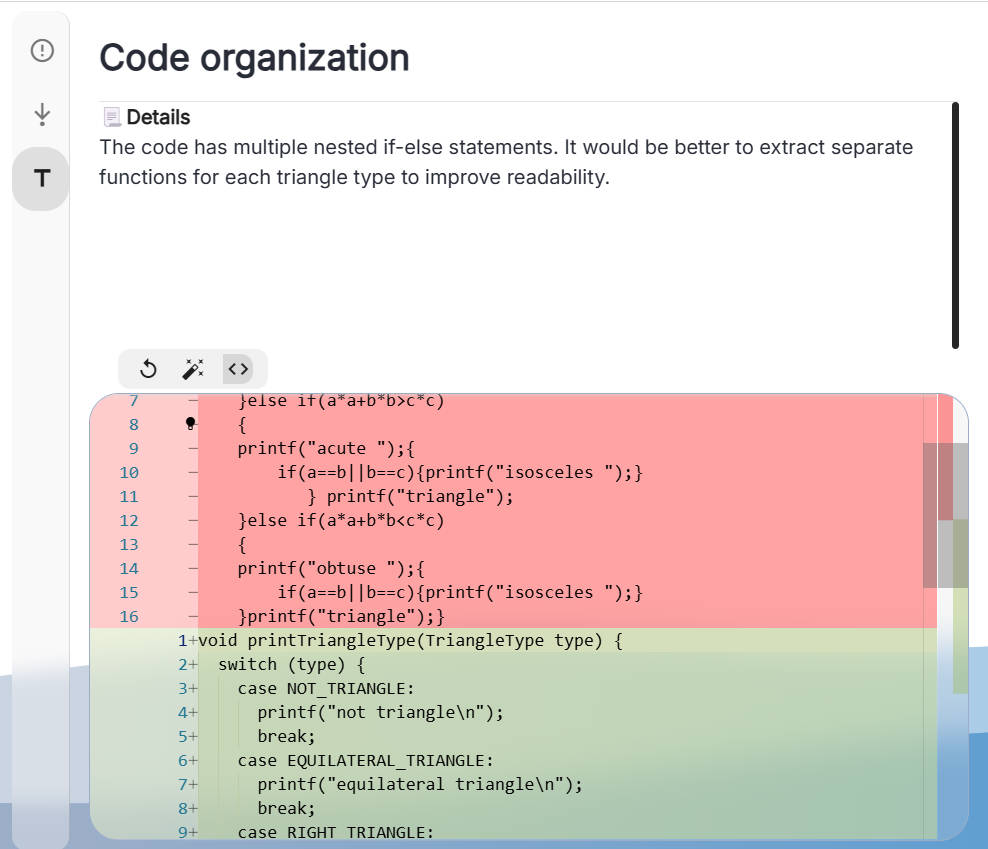 Code organization
Details
The code has multiple nested if-else statements. It would be better to extract separate
functions for each triangle type to improve readability.
T
<>
7 − }else if(a*a+b*b>c*c)
8 − {
9 − printf("acute ");{
10 − if(a==b||b==c){printf("isosceles ");}
11 − } printf("triangle");
12 − }else if(a*a+b*b<c*c)
13 − {
14 − printf("obtuse ");{
15 − if(a==b||b==c){printf("isosceles ");}
16 − }printf("triangle");}
1+void printTriangleType(TriangleType type) {
2+ switch (type) {
3+ case NOT_TRIANGLE:
4+ printf("not triangle\n");
5+ break;
6+ case EQUILATERAL_TRIANGLE:
7+ printf("equilateral triangle\n");
8+ break;
9+ case RIGHT_TRIANGLE: